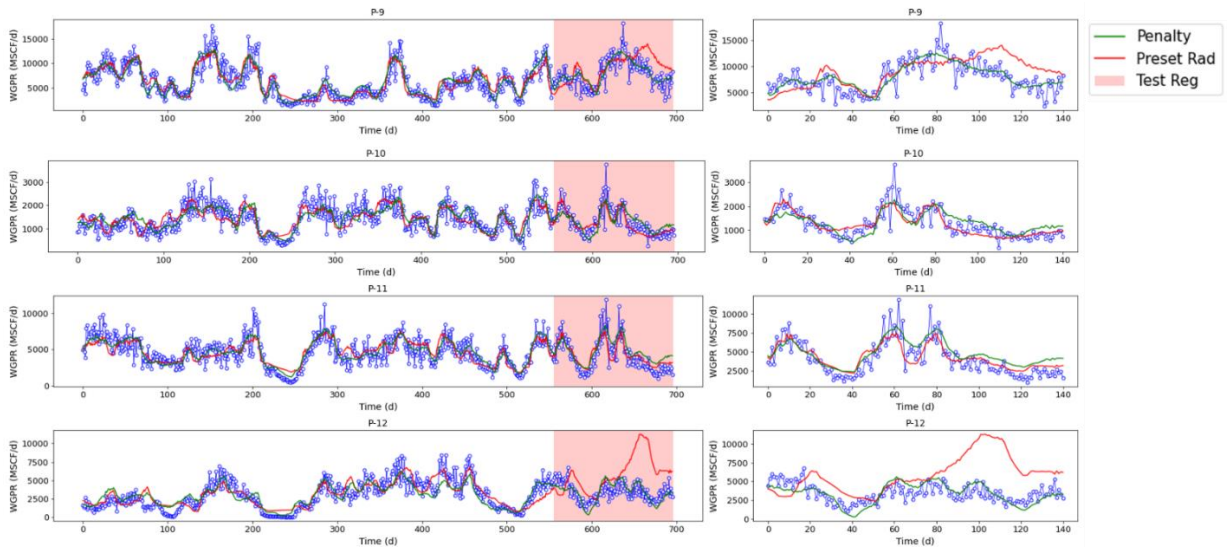 P-9
WGPR (MSCF/d)
15000
10000
5000
0 100 200 300 400 500 600 700
Time (d)
P-9
WGPR (MSCF/d)
15000
10000
5000
0 20 40 60 80 100 120 140
Time (d)
Penalty
Preset Rad
Test Reg
P-10
WGPR (MSCF/d)
3000
2000
1000
0 100 200 300 400 500 600 700
Time (d)
P-10
WGPR (MSCF/d)
3000
2000
1000
0 20 40 60 80 100 120 140
Time (d)
P-11
WGPR (MSCF/d)
10000
5000
0
0 100 200 300 400 500 600 700
Time (d)
P-11
WGPR (MSCF/d)
10000
7500
5000
2500
0 20 40 60 80 100 120 140
Time (d)
P-12
WGPR (MSCF/d)
10000
7500
5000
2500
0
0 100 200 300 400 500 600 700
Time (d)
P-12
WGPR (MSCF/d)
10000
7500
5000
2500
0
0 20 40 60 80 100 120 140
Time (d)